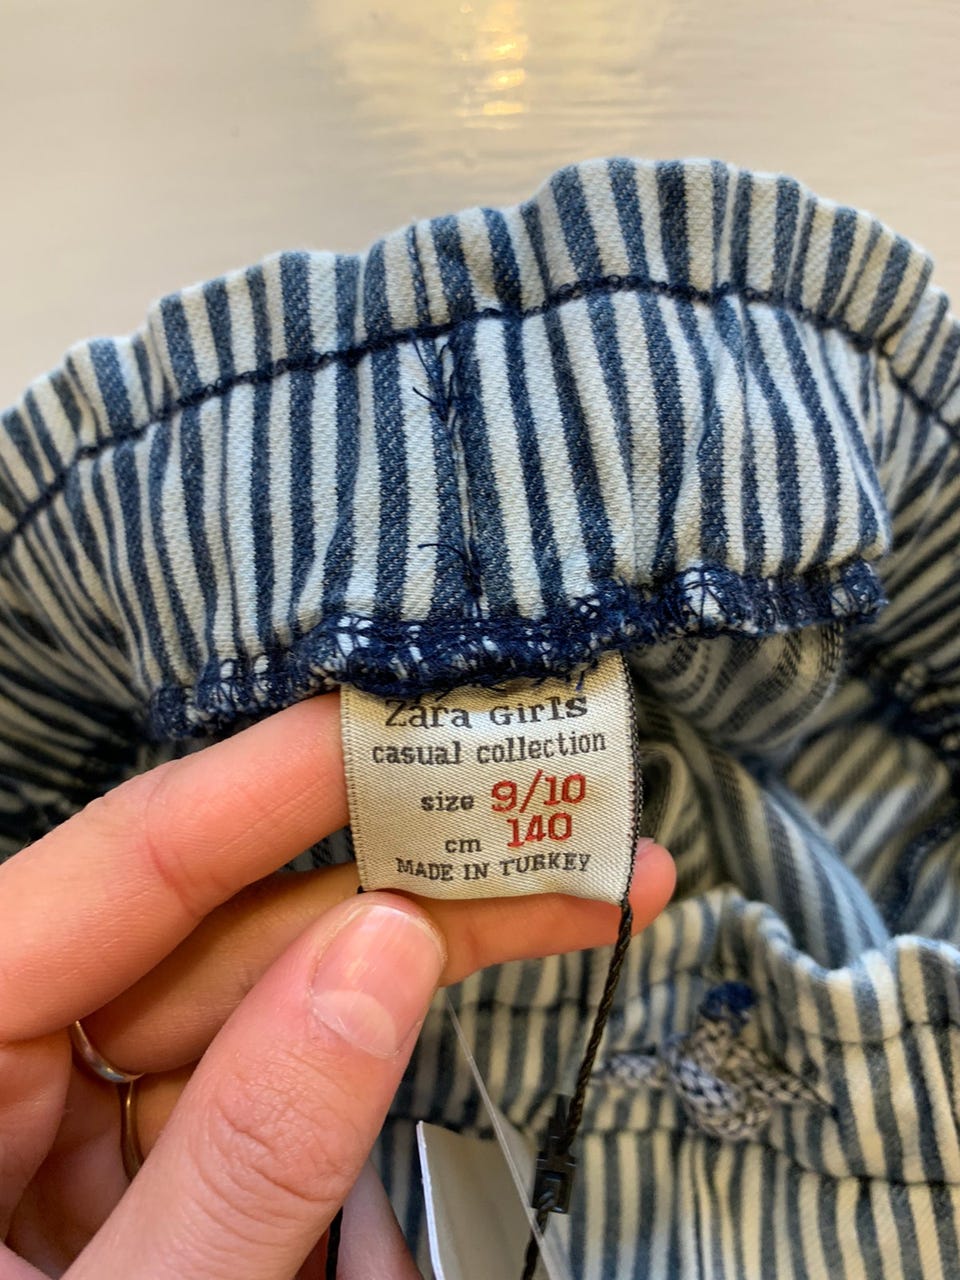 Zara Girls
casual collection
size 9/10
cm 140
MADE IN TURKEY